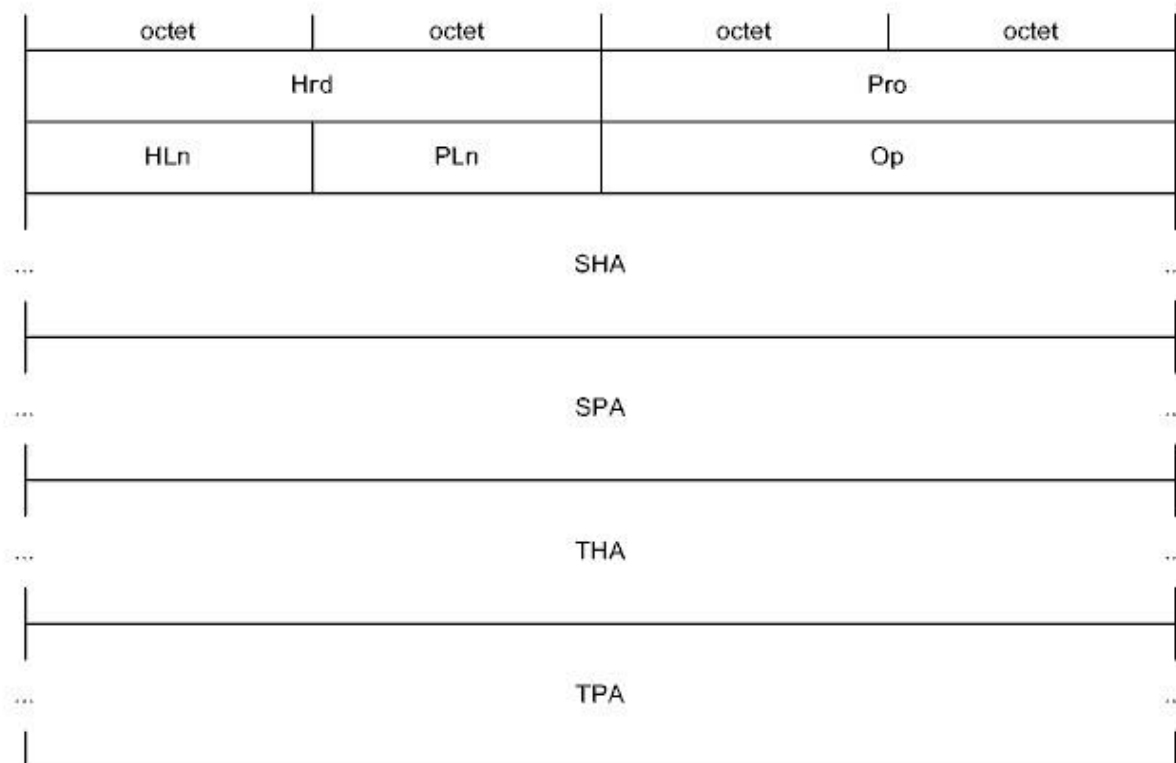 octet octet octet octet
Hrd Pro
HLn PLn Op
... SHA ...
... SPA ...
... THA ...
... TPA ...